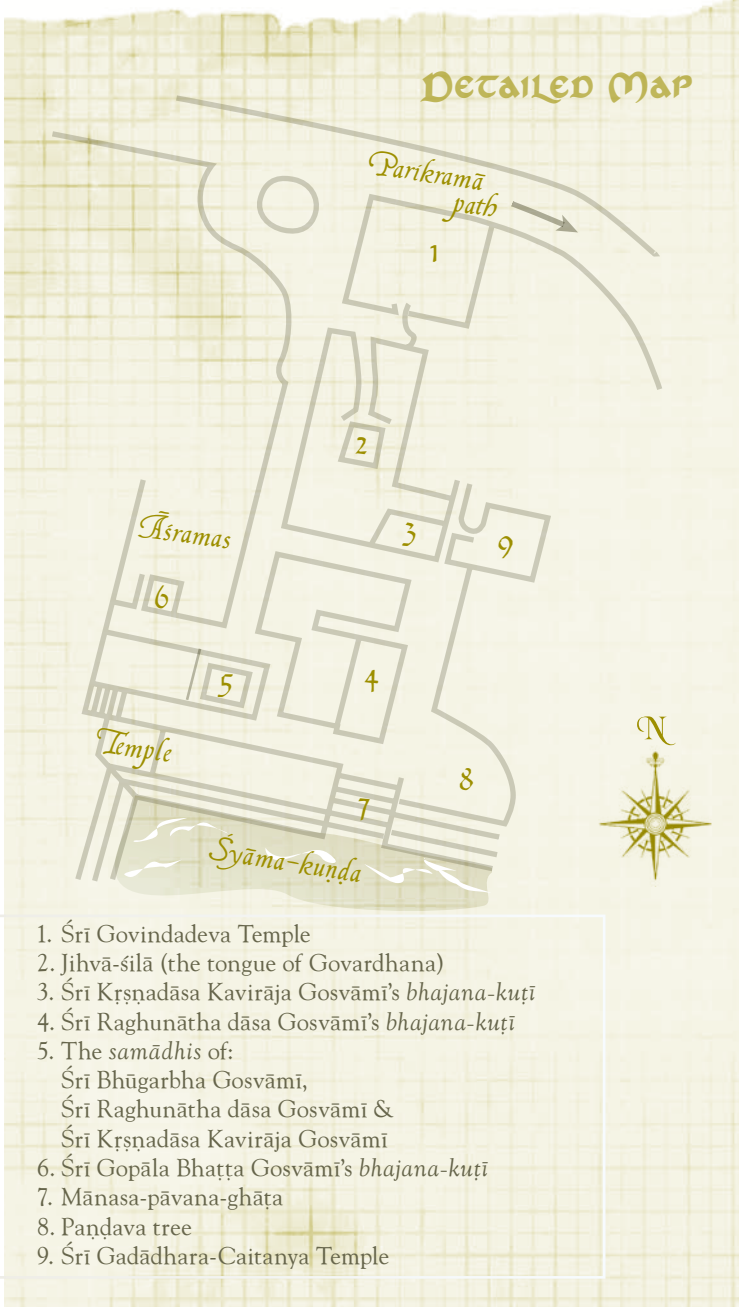 Detailed Map
Parikramā
path
1
2
3
9
Āśramas
6
5
4
Temple
N
8
7
Śyāma-kuṇḍa
1. Śrī Govindadeva Temple
2. Jihvā-śilā (the tongue of Govardhana)
3. Śrī Kṛṣṇadāsa Kavirāja Gosvāmī’s bhajana-kuṭī
4. Śrī Raghunātha dāsa Gosvāmī’s bhajana-kuṭī
5. The samādhis of:
Śrī Bhūgarbha Gosvāmī,
Śrī Raghunātha dāsa Gosvāmī &
Śrī Kṛṣṇadāsa Kavirāja Gosvāmī
6. Śrī Gopāla Bhaṭṭa Gosvāmī’s bhajana-kuṭī
7. Mānasa-pāvana-ghāṭa
8. Paṇḍava tree
9. Śrī Gadādhara-Caitanya Temple